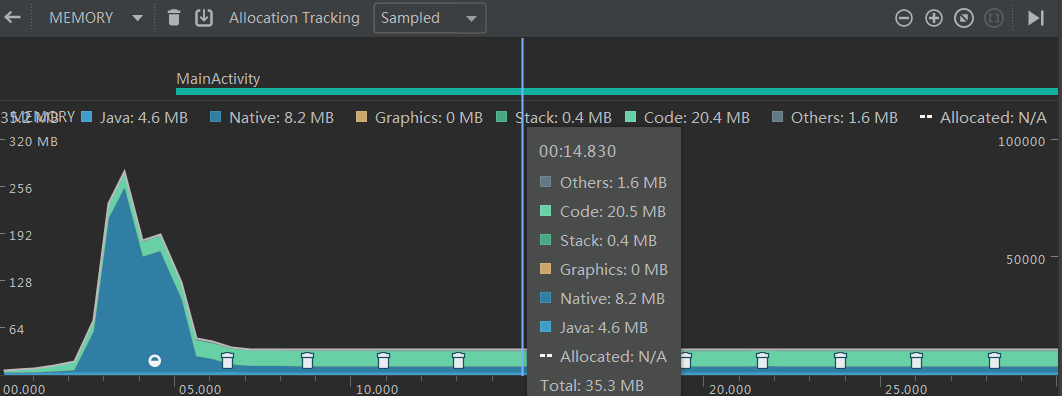 MEMORY Allocation Tracking Sampled
MainActivity
MEMORY Java: 4.6 MB Native: 8.2 MB Graphics: 0 MB Stack: 0.4 MB Code: 20.4 MB Others: 1.6 MB Allocated: N/A
320 MB 100000
00:14.830
Others: 1.6 MB
256
Code: 20.5 MB
192
Stack: 0.4 MB
50000
Graphics: 0 MB
128
Native: 8.2 MB
64
Java: 4.6 MB
Allocated: N/A
Total: 35.3 MB
00.000 05.000 10.000 20.000 25.000